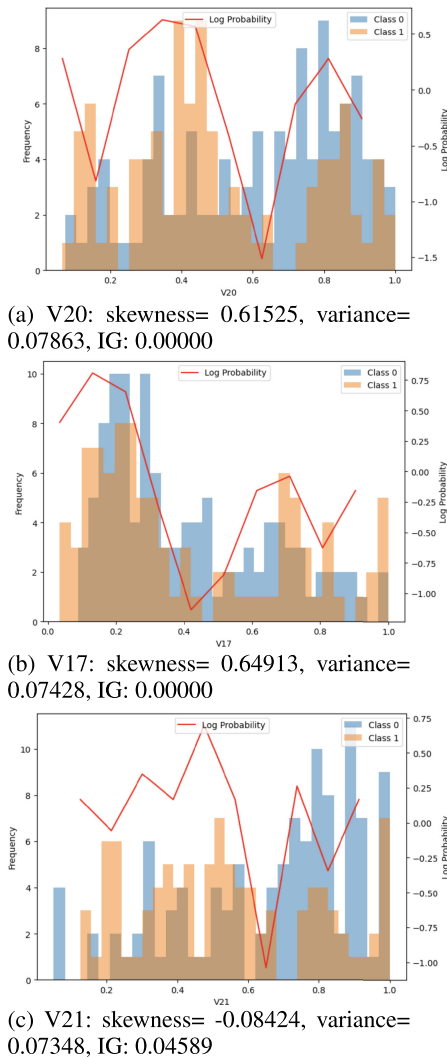 Log Probability
Class 0
Class 1
8
6
4
2
0
Frequency
0.5
0.0
−0.5
−1.0
−1.5
Log Probability
0.2 0.4 0.6 0.8 1.0
V20
(a) V20: skewness= 0.61525, variance=
0.07863, IG: 0.00000
Log Probability
Class 0
Class 1
10
8
6
4
2
0
Frequency
0.75
0.50
0.25
0.00
−0.25
−0.50
−0.75
−1.00
Log Probability
0.0 0.2 0.4 0.6 0.8 1.0
V17
(b) V17: skewness= 0.64913, variance=
0.07428, IG: 0.00000
Log Probability
Class 0
Class 1
10
8
6
4
2
0
Frequency
0.75
0.50
0.25
0.00
−0.25
−0.50
−0.75
−1.00
Log Probability
0.2 0.4 0.6 0.8 1.0
V21
(c) V21: skewness= -0.08424, variance=
0.07348, IG: 0.04589